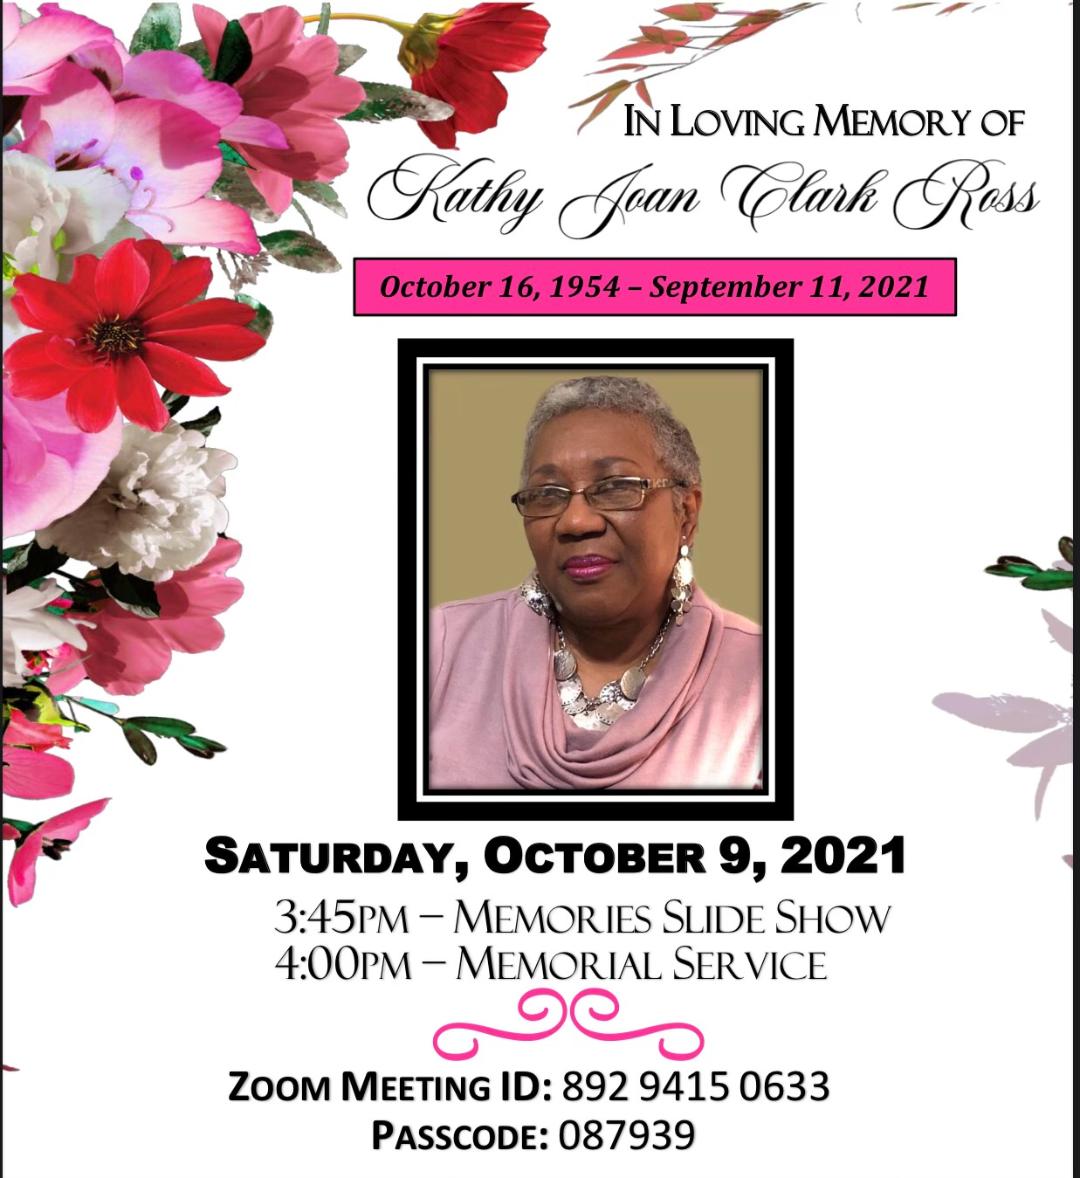 In Loving Memory of
Kathy Joan Clark Ross
October 16, 1954 – September 11, 2021
Saturday, October 9, 2021
3:45pm – Memories Slide Show
4:00pm – Memorial Service
Zoom Meeting ID: 892 9415 0633
Passcode: 087939